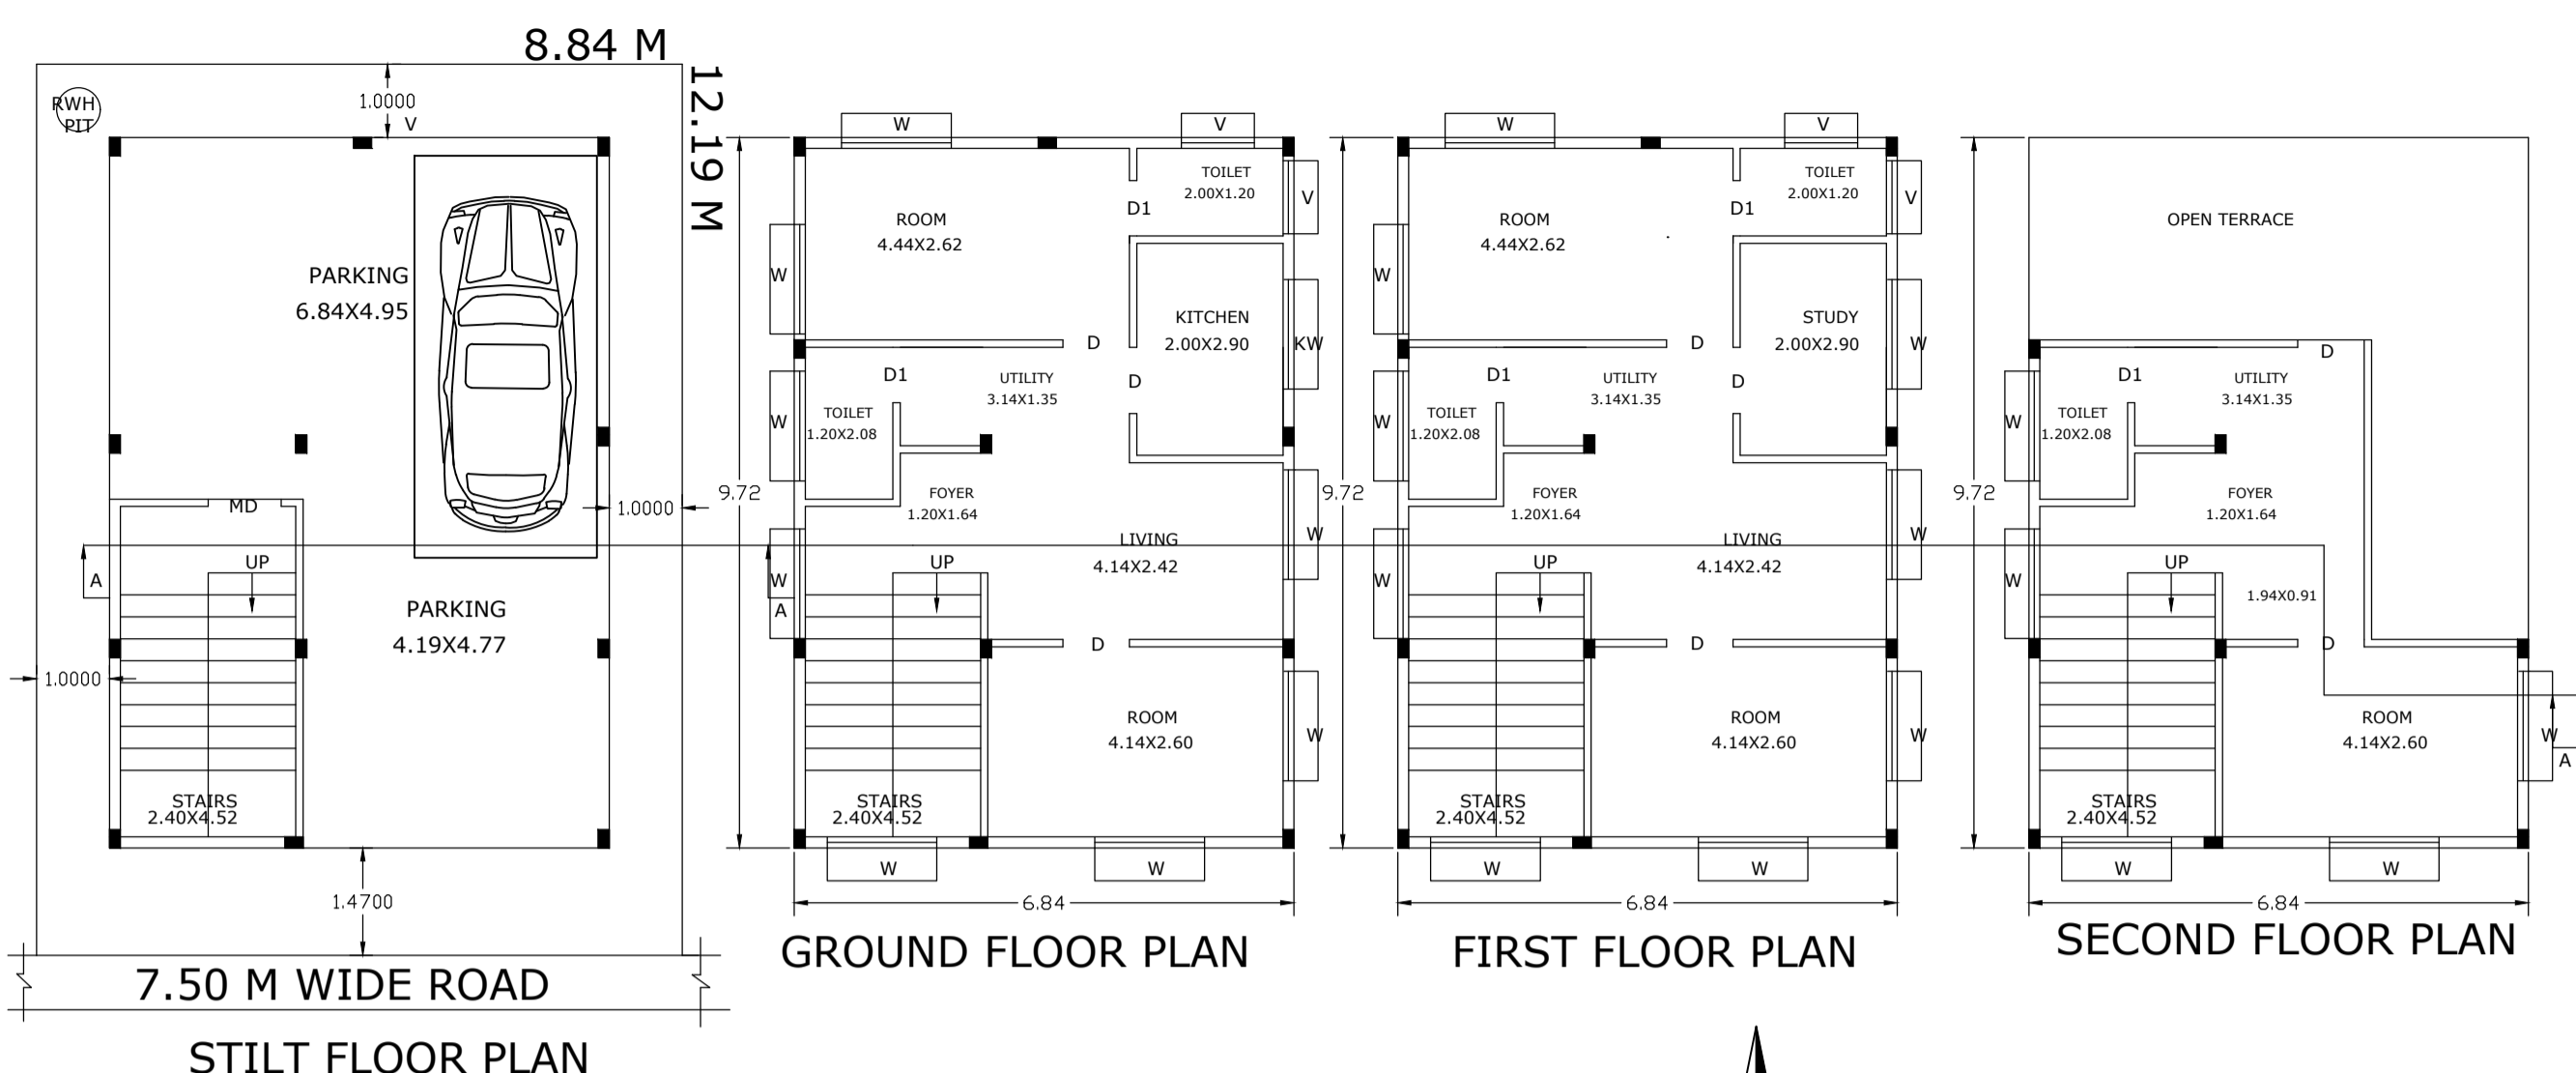 8.84 M
12.19 M
RWH
PIT
1.0000
V
PARKING
6.84X4.95
MD
1.0000
A
UP
PARKING
4.19X4.77
1.0000
STAIRS
2.40X4.52
1.4700
7.50 M WIDE ROAD
STILT FLOOR PLAN
W
V
TOILET
2.00X1.20
V
D1
ROOM
4.44X2.62
W
KITCHEN
2.00X2.90
KW
D
D1
UTILITY
3.14X1.35
D
TOILET
1.20X2.08
W
9.72
FOYER
1.20X1.64
LIVING
4.14X2.42
W
UP
W
A
D
ROOM
4.14X2.60
W
STAIRS
2.40X4.52
W
W
6.84
GROUND FLOOR PLAN
W
V
TOILET
2.00X1.20
V
D1
ROOM
4.44X2.62
W
STUDY
2.00X2.90
W
D
D1
UTILITY
3.14X1.35
D
TOILET
1.20X2.08
W
9.72
FOYER
1.20X1.64
LIVING
4.14X2.42
W
UP
W
D
ROOM
4.14X2.60
W
STAIRS
2.40X4.52
W
W
6.84
FIRST FLOOR PLAN
OPEN TERRACE
D
D1
UTILITY
3.14X1.35
TOILET
1.20X2.08
W
9.72
FOYER
1.20X1.64
UP
W
1.94X0.91
D
ROOM
4.14X2.60
W
A
STAIRS
2.40X4.52
W
W
6.84
SECOND FLOOR PLAN